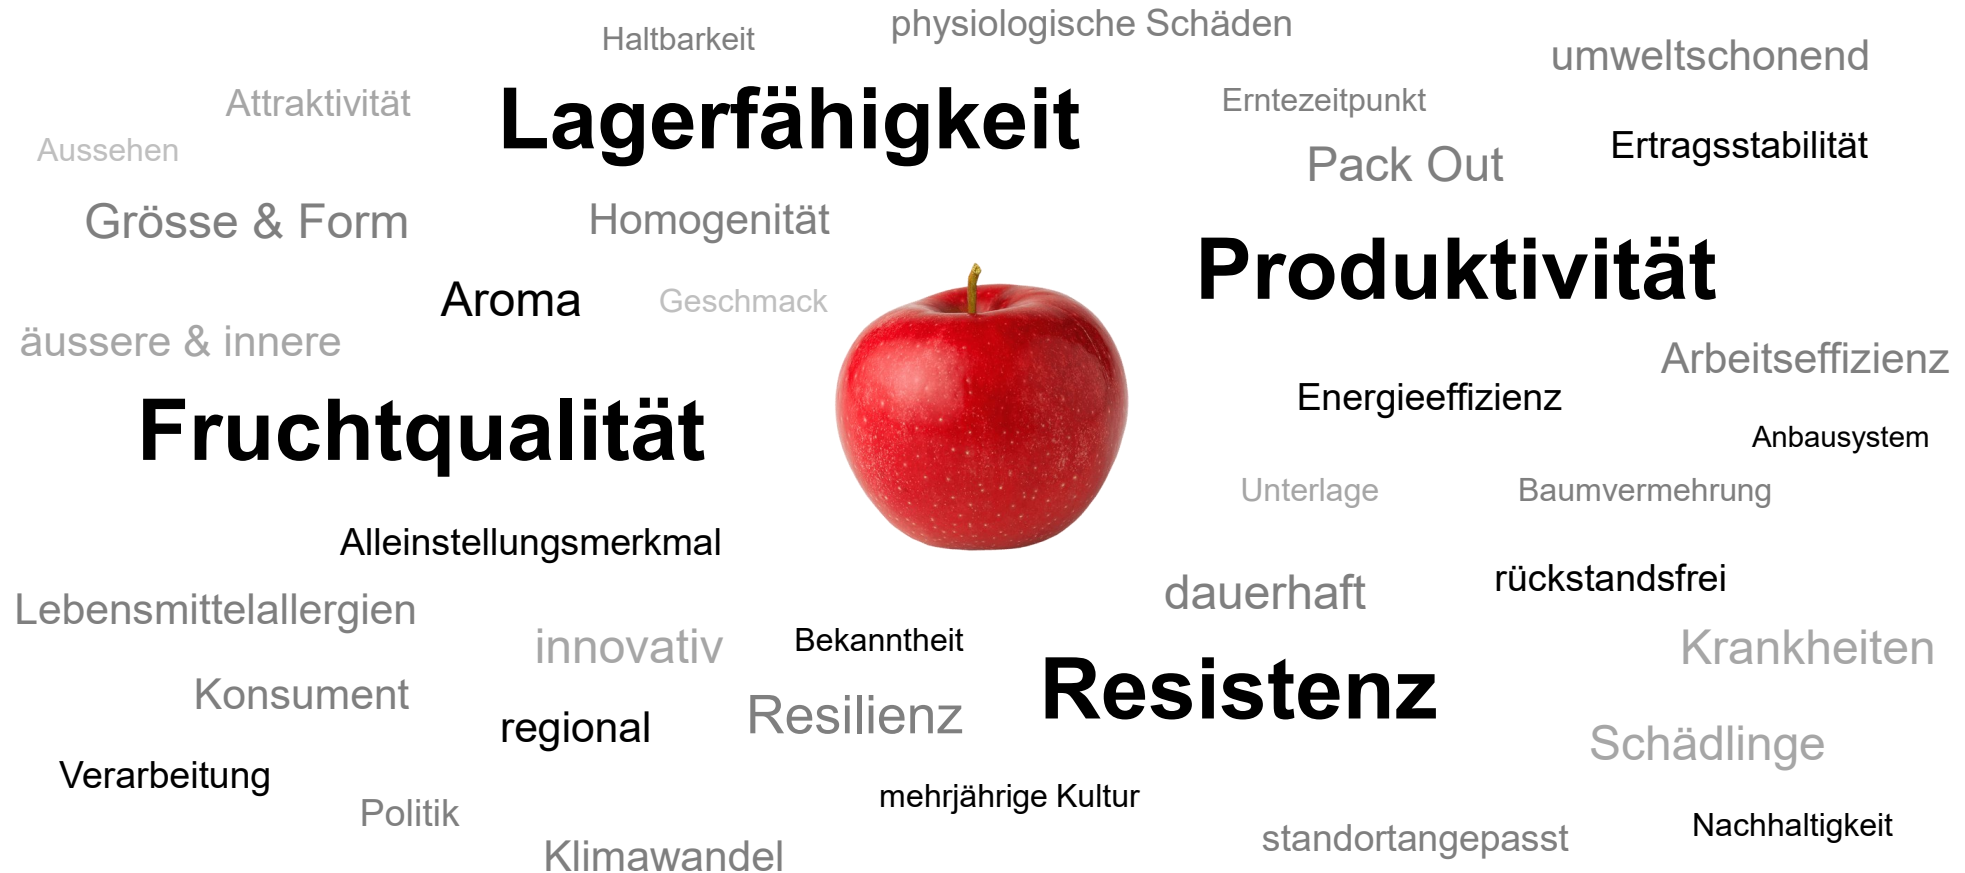 physiologische Schäden
Haltbarkeit
umweltschonend
Attraktivität
Lagerfähigkeit
Erntezeitpunkt
Aussehen
Pack Out
Ertragsstabilität
Grösse & Form
Homogenität
Produktivität
Aroma
Geschmack
äussere & innere
Arbeitseffizienz
Energieeffizienz
Fruchtqualität
Anbausystem
Unterlage
Baumvermehrung
Alleinstellungsmerkmal
dauerhaft
rückstandsfrei
Lebensmittelallergien
innovativ
Bekanntheit
Krankheiten
Konsument
Resistenz
regional
Resilienz
Schädlinge
Verarbeitung
mehrjährige Kultur
Politik
Nachhaltigkeit
standortangepasst
Klimawandel